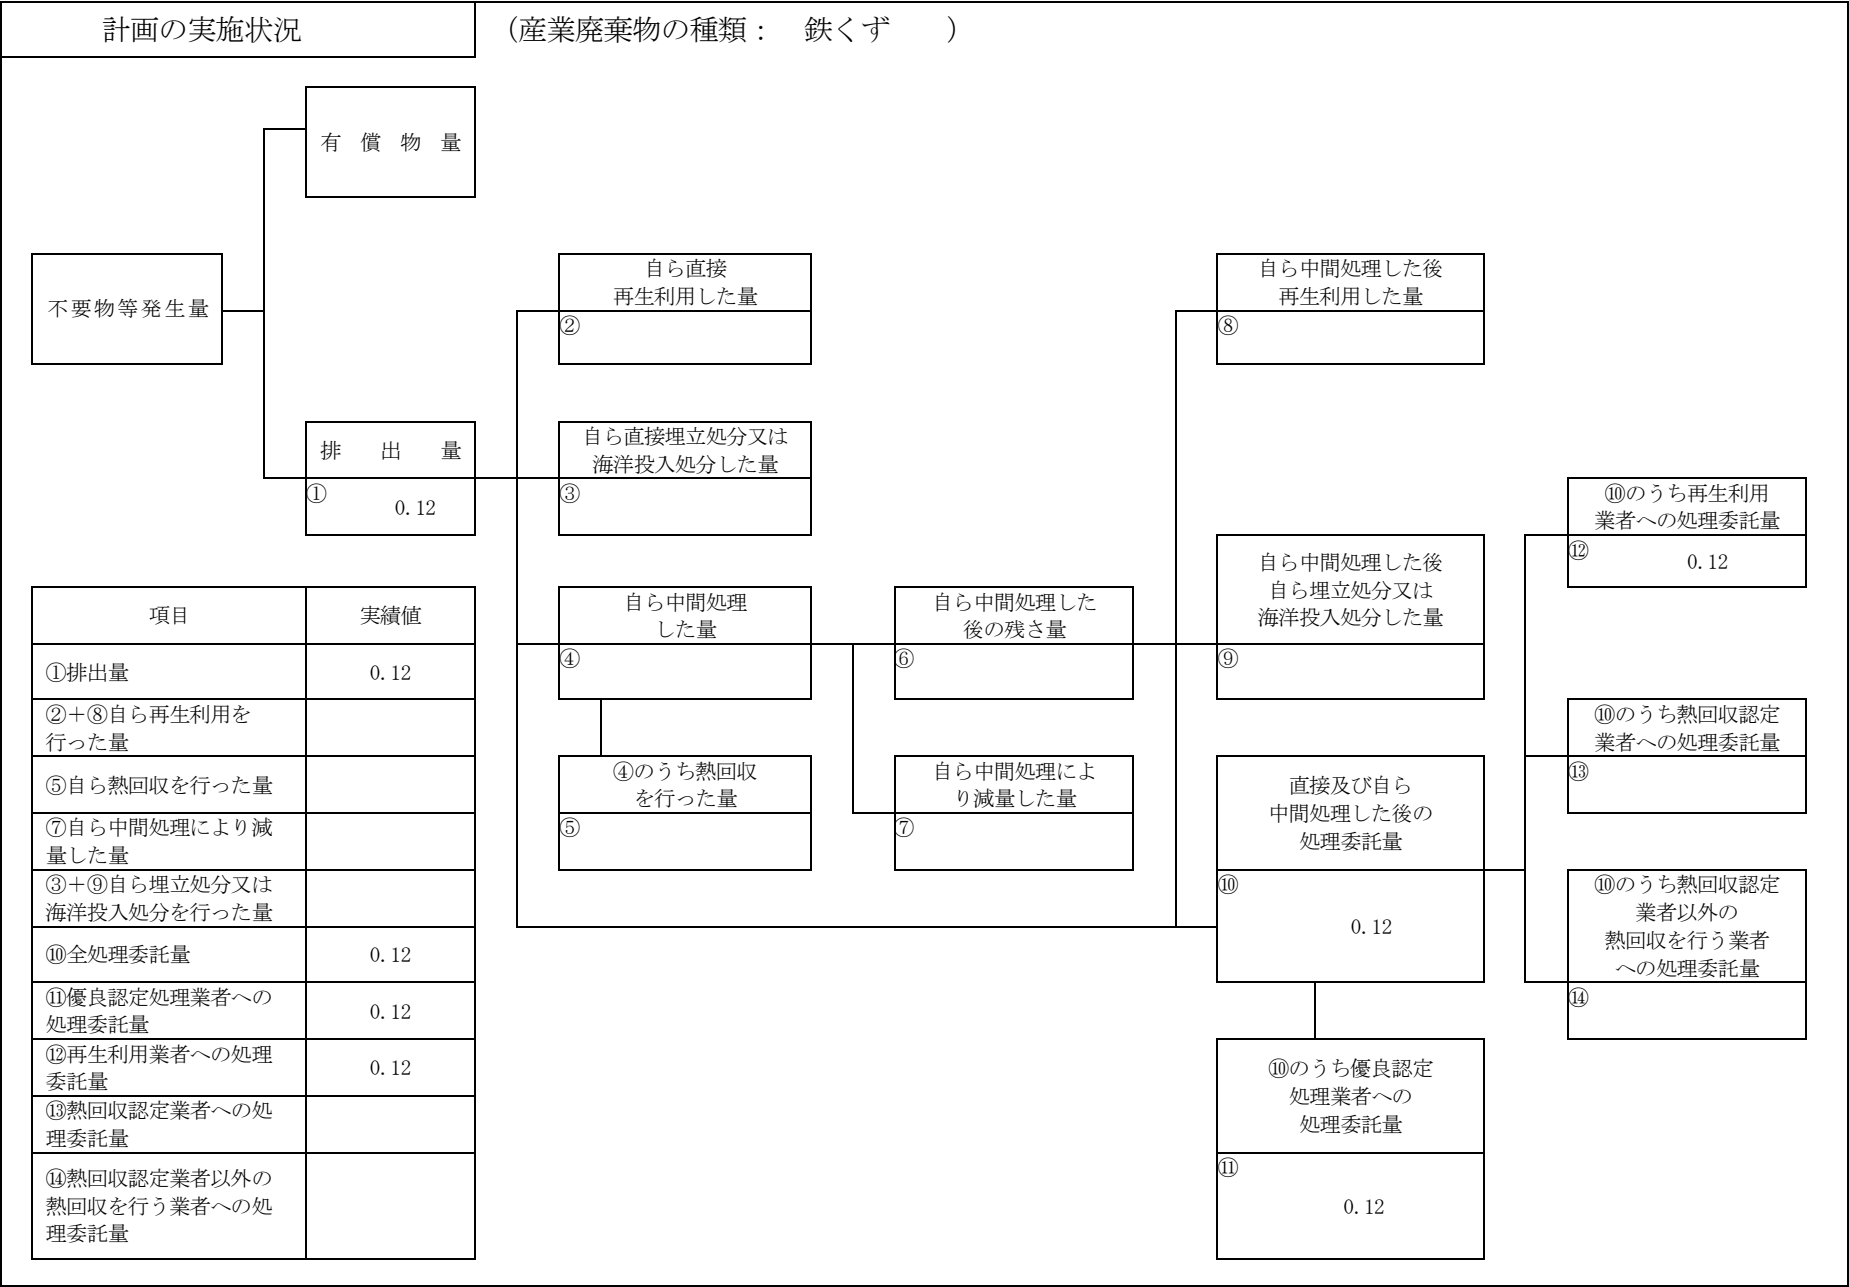 計画の実施状況
（産業廃棄物の種類：　鉄くず　　）
有　償　物　量
不要物等発生量
排　出　量
①
0.12
自ら直接
再生利用した量
②
自ら直接埋立処分又は
海洋投入処分した量
③
自ら中間処理
した量
④
④のうち熱回収
を行った量
⑤
自ら中間処理した
後の残さ量
⑥
自ら中間処理によ
り減量した量
⑦
自ら中間処理した後
再生利用した量
⑧
自ら中間処理した後
自ら埋立処分又は
海洋投入処分した量
⑨
直接及び自ら
中間処理した後の
処理委託量
⑩
0.12
⑩のうち優良認定
処理業者への
処理委託量
⑪
0.12
⑩のうち再生利用
業者への処理委託量
⑫
0.12
⑩のうち熱回収認定
業者への処理委託量
⑬
⑩のうち熱回収認定
業者以外の
熱回収を行う業者
への処理委託量
⑭
項目　実績値
①排出量　0.12
②＋⑧自ら再生利用を
行った量
⑤自ら熱回収を行った量
⑦自ら中間処理により減
量した量
③＋⑨自ら埋立処分又は
海洋投入処分を行った量
⑩全処理委託量　0.12
⑪優良認定処理業者への
処理委託量　0.12
⑫再生利用業者への処理
委託量　0.12
⑬熱回収認定業者への処
理委託量
⑭熱回収認定業者以外の
熱回収を行う業者への処
理委託量